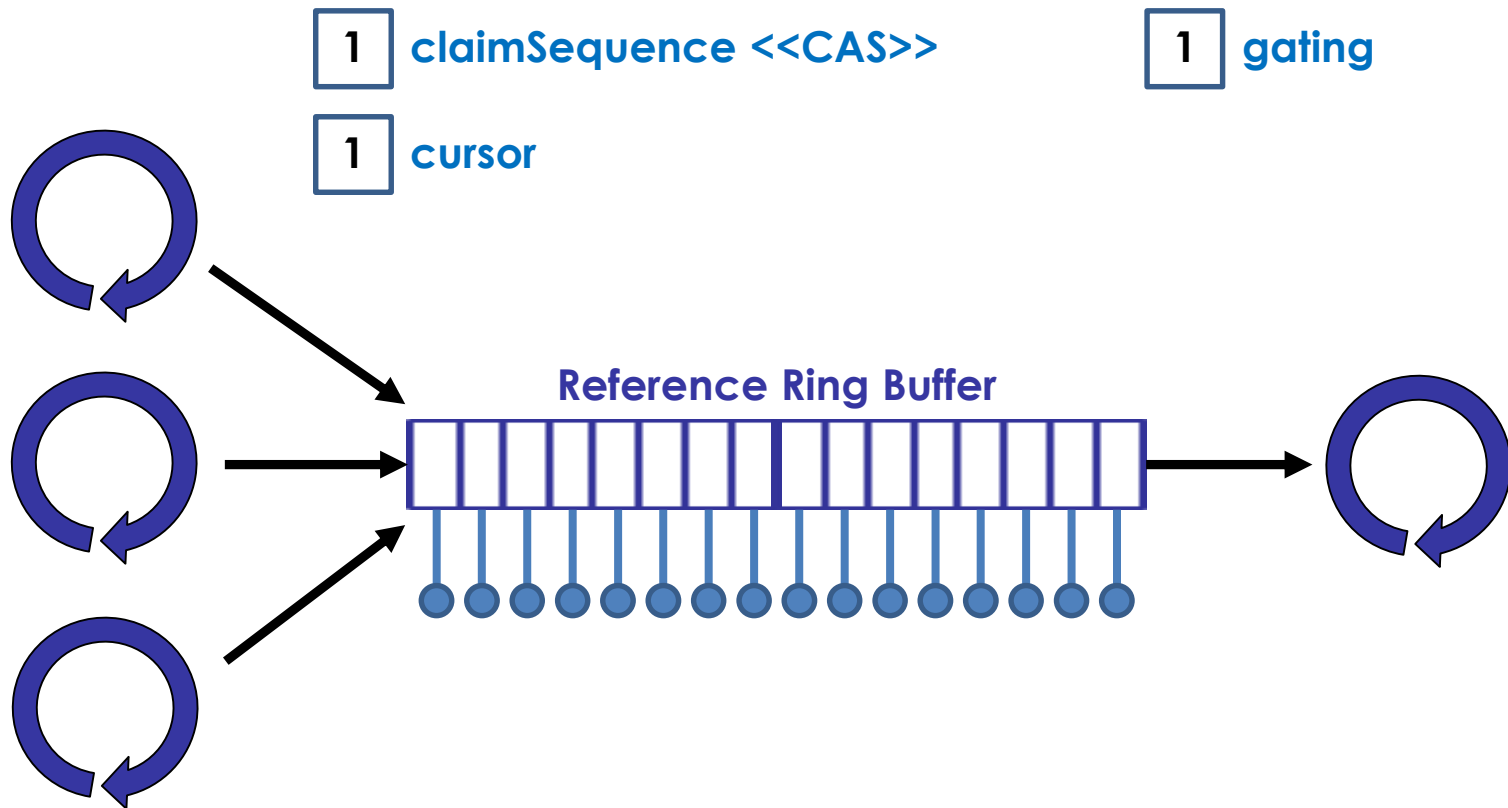 1 claimSequence <<CAS>>
1 gating
1 cursor
Reference Ring Buffer